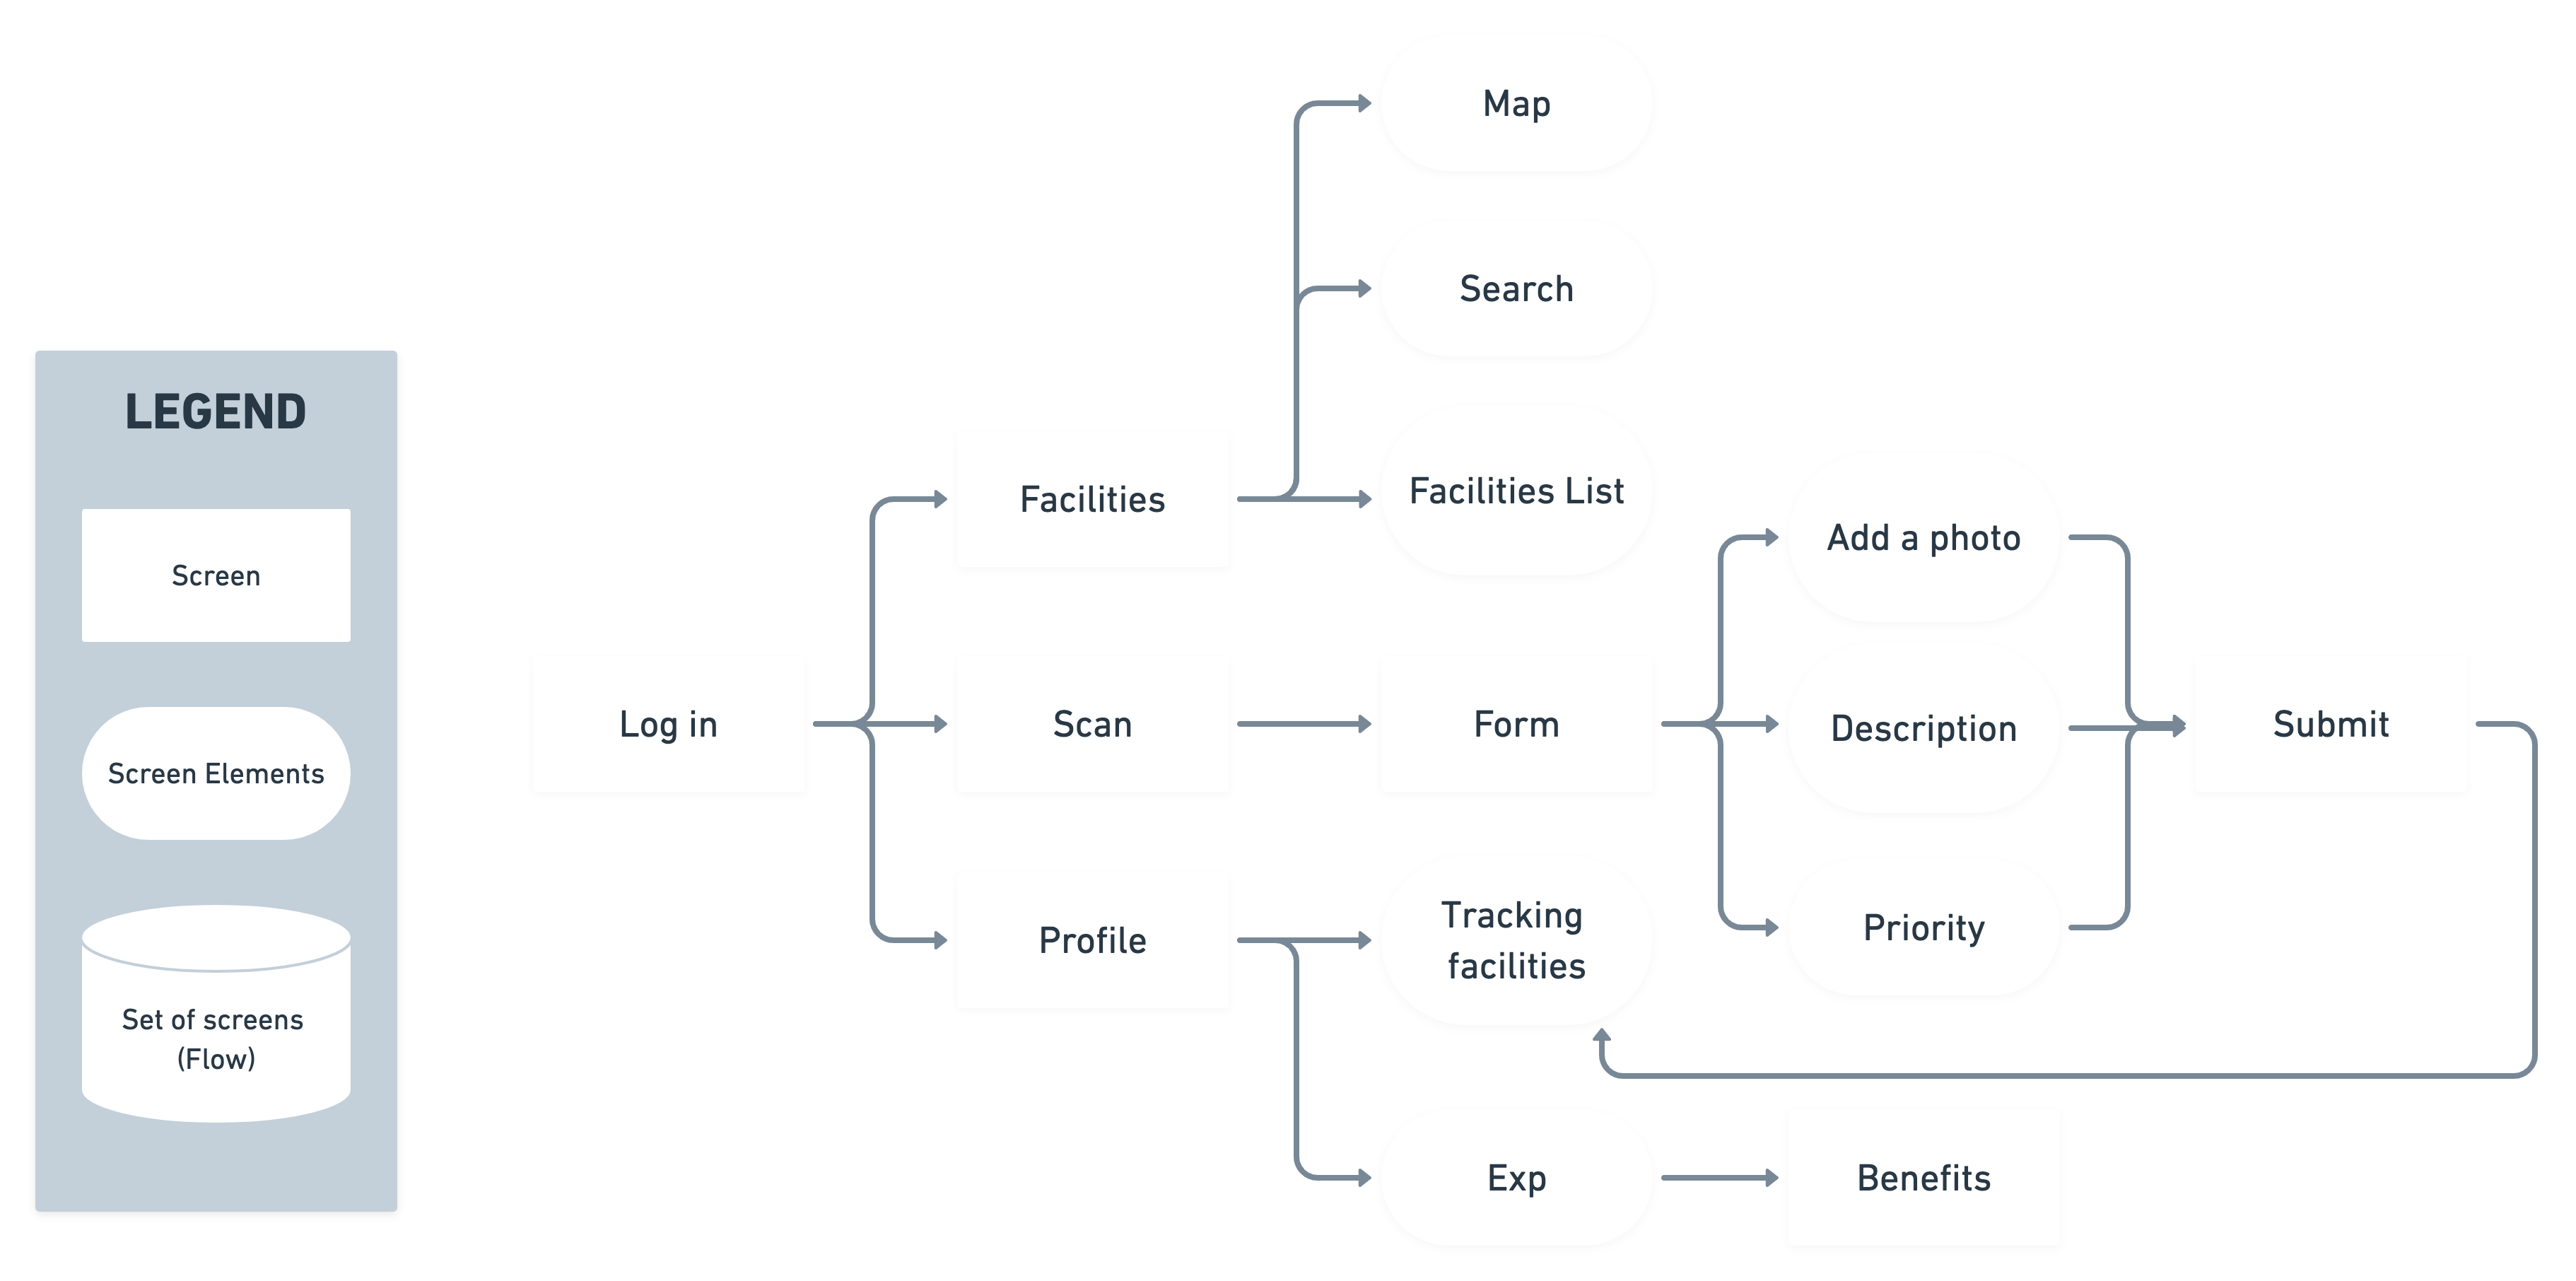 LEGEND
Screen
Screen Elements
Set of screens
(Flow)
Log in
Facilities
Scan
Profile
Map
Search
Facilities List
Form
Tracking
facilities
Exp
Add a photo
Description
Priority
Benefits
Submit